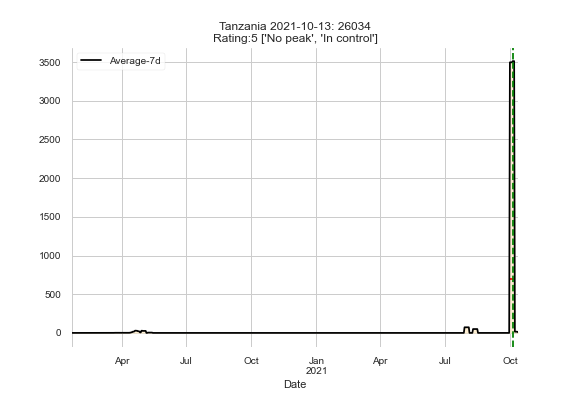 Tanzania 2021-10-13: 26034
Rating:5 ['No peak', 'In control']
Average-7d
3500
3000
2500
2000
1500
1000
500
0
Apr
Jul
Oct
Jan
2021
Apr
Jul
Oct
Date